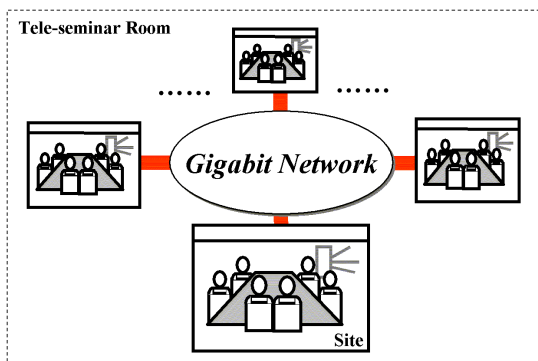 Tele-seminar Room
...... ......
Gigabit Network
Site